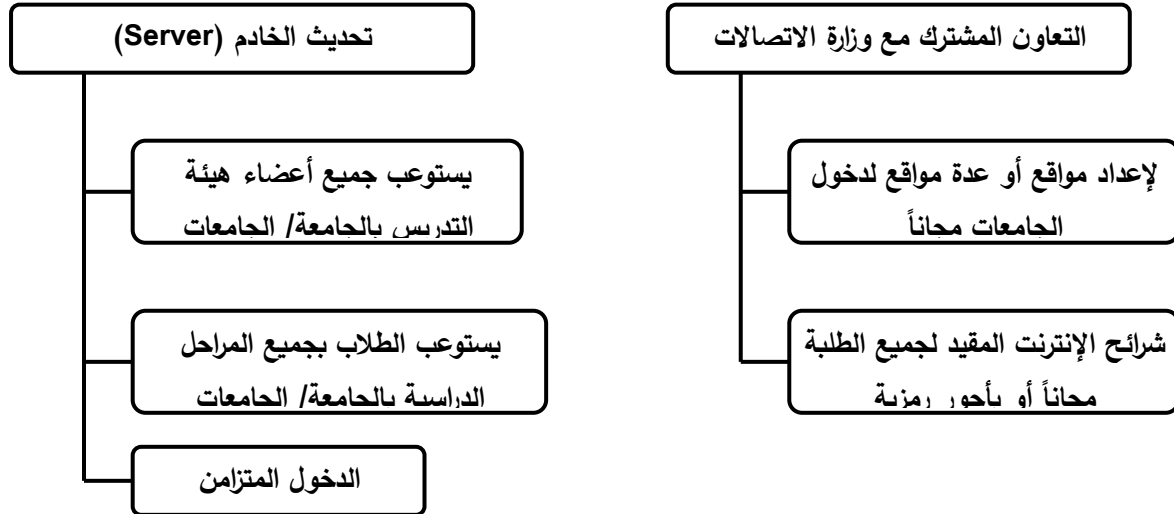 التعاون المشترك مع وزارة الاتصالات
لإعداد مواقع أو عدة مواقع لدخول
الجامعات مجاناً
شرائح الإنترنت المقيد لجميع الطلبة
مجاناً أو بأجور رمزية
تحديث الخادم (Server)
يستوعب جميع أعضاء هيئة
التدريس بالجامعة/ الجامعات
يستوعب الطلاب بجميع المراحل
الدراسية بالجامعة/ الجامعات
الدخول المتزامن